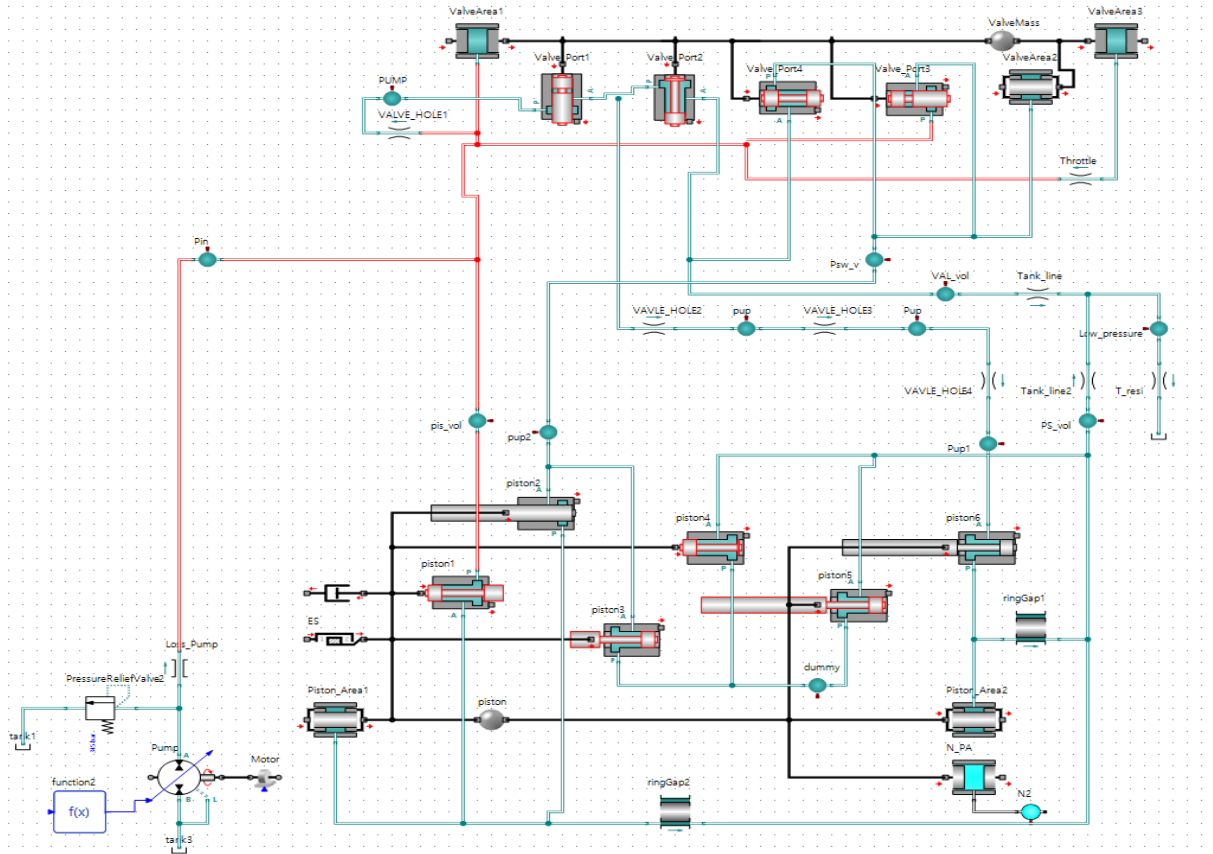 ValveArea1
ValveArea3
ValveMass
Valve_Port1
Valve_Port2
Valve_Port4
Valve_Port3
ValveArea2
PUMP
VALVE_HOLE1
Throttle
Pin
Psw_v
VAL_vol
Tank_line
VAVLE_HOLE2
pup
VAVLE_HOLE3
Pup
Low_pressure
VAVLE_HOLE4
Tank_line2
T_resi
pis_vol
pup2
PS_vol
Pup1
piston2
piston4
piston6
piston1
piston5
piston3
ringGap1
ES
Loss_Pump
dummy
PressureReliefValve2
Piston_Area1
piston
Piston_Area2
tank1
Pump
Motor
N_PA
function2
ringGap2
N2
f(x)
A
B
L
tank3